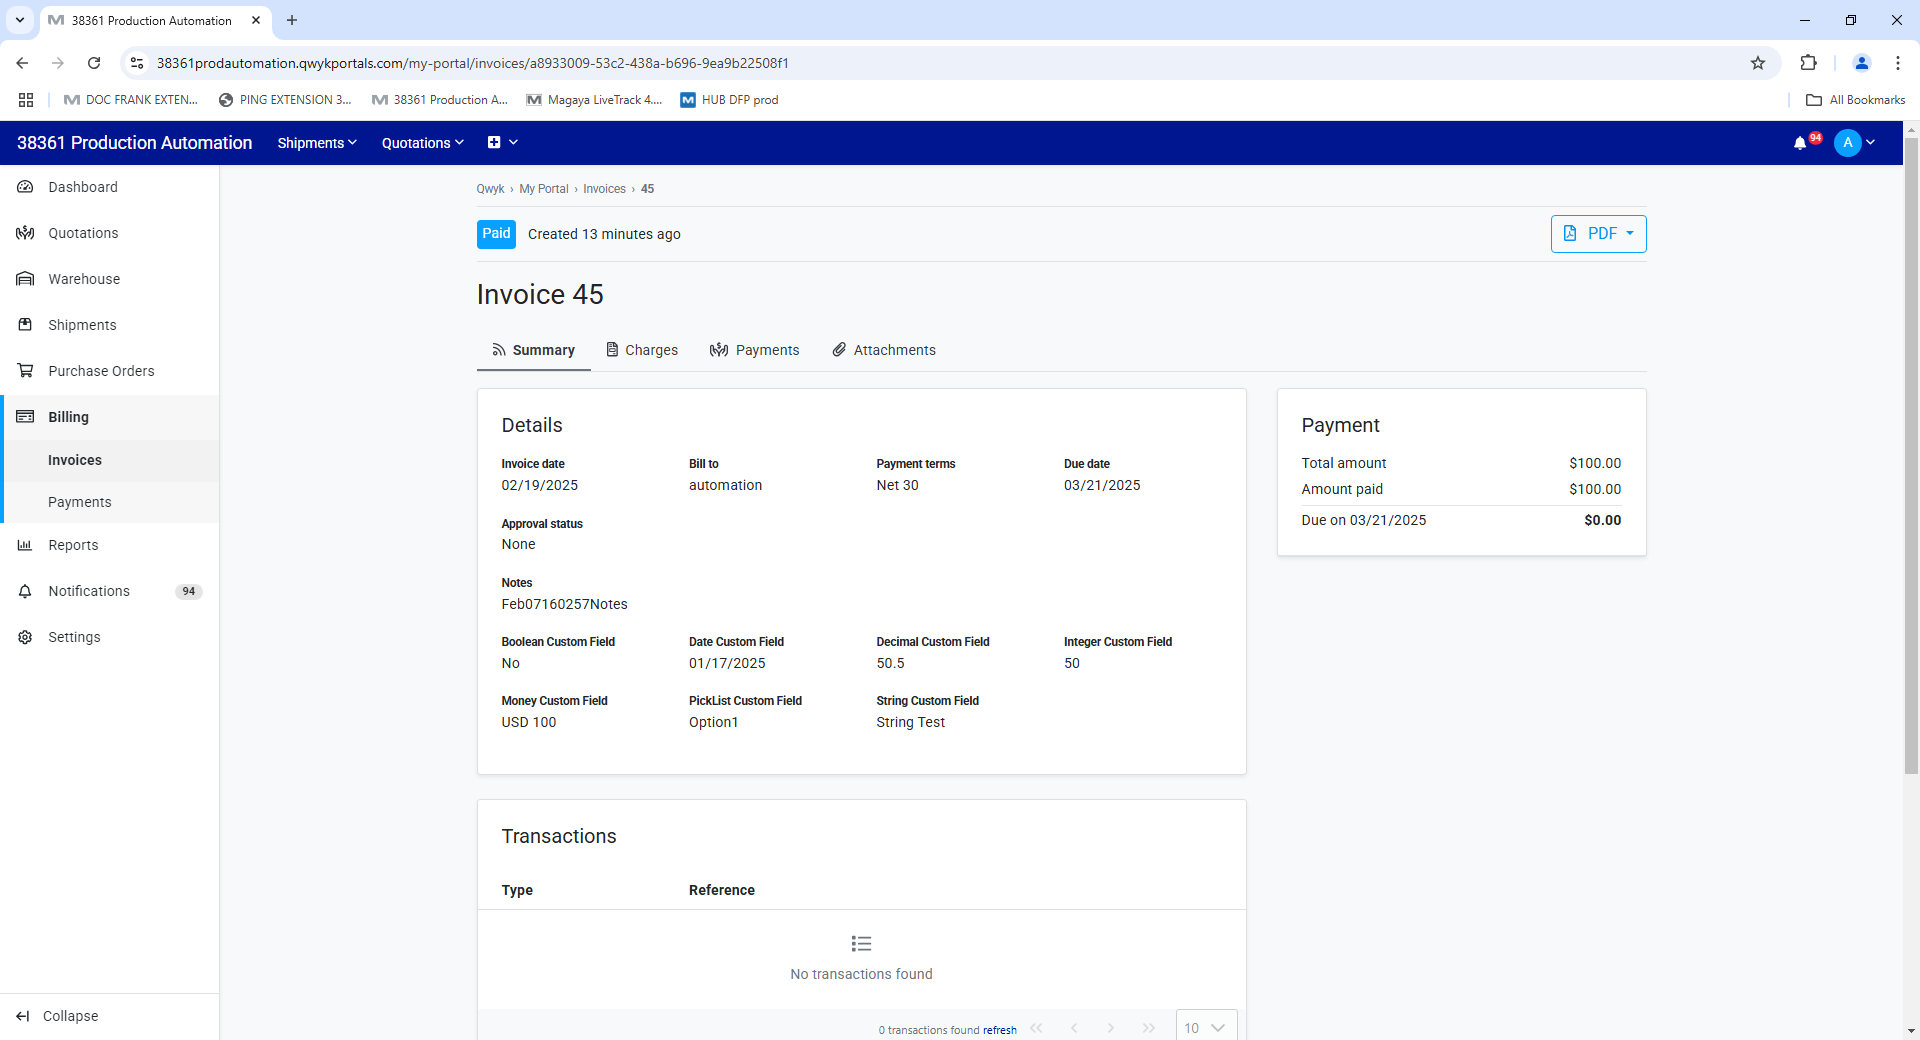 38361 Production Automation
38361prodautomation.qwykportals.com/my-portal/invoices/a8933009-53c2-438a-b696-9ea9b22508f1
DOC FRANK EXTEN... PING EXTENSION 3... 38361 Production A... Magaya LiveTrack 4.... HUB DFP prod All Bookmarks
38361 Production Automation Shipments Quotations 94 A
Dashboard
Quotations
Warehouse
Shipments
Purchase Orders
Billing
Invoices
Payments
Reports
Notifications 94
Settings
Collapse
Qwyk › My Portal › Invoices › 45
Paid Created 13 minutes ago PDF
Invoice 45
Summary Charges Payments Attachments
Details
Invoice date Bill to Payment terms Due date
02/19/2025 automation Net 30 03/21/2025
Approval status
None
Notes
Feb07160257Notes
Boolean Custom Field Date Custom Field Decimal Custom Field Integer Custom Field
No 01/17/2025 50.5 50
Money Custom Field PickList Custom Field String Custom Field
USD 100 Option1 String Test
Payment
Total amount $100.00
Amount paid $100.00
Due on 03/21/2025 $0.00
Transactions
Type Reference
No transactions found
0 transactions found refresh 10